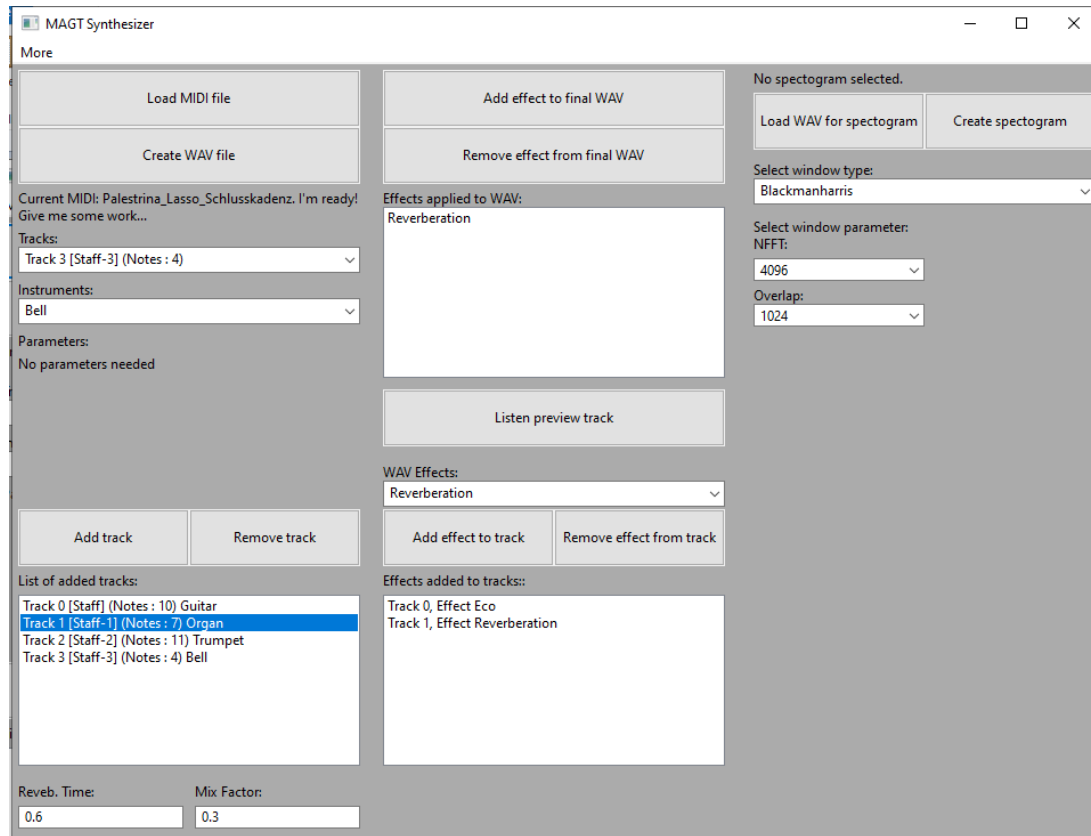 MAGT Synthesizer
More
Load MIDI file
Create WAV file
Current MIDI: Palestrina_Lasso_Schlusskadenz. I'm ready!
Give me some work...
Tracks:
Track 3 [Staff-3] (Notes : 4)
Instruments:
Bell
Parameters:
No parameters needed
Add track
Remove track
List of added tracks:
Track 0 [Staff] (Notes : 10) Guitar
Track 1 [Staff-1] (Notes : 7) Organ
Track 2 [Staff-2] (Notes : 11) Trumpet
Track 3 [Staff-3] (Notes : 4) Bell
Reveb. Time:
Mix Factor:
0.6
0.3
Add effect to final WAV
Remove effect from final WAV
Effects applied to WAV:
Reverberation
Listen preview track
WAV Effects:
Reverberation
Add effect to track
Remove effect from track
Effects added to tracks::
Track 0, Effect Eco
Track 1, Effect Reverberation
No spectogram selected.
Load WAV for spectogram
Create spectogram
Select window type:
Blackmanharris
Select window parameter:
NFFT:
4096
Overlap:
1024